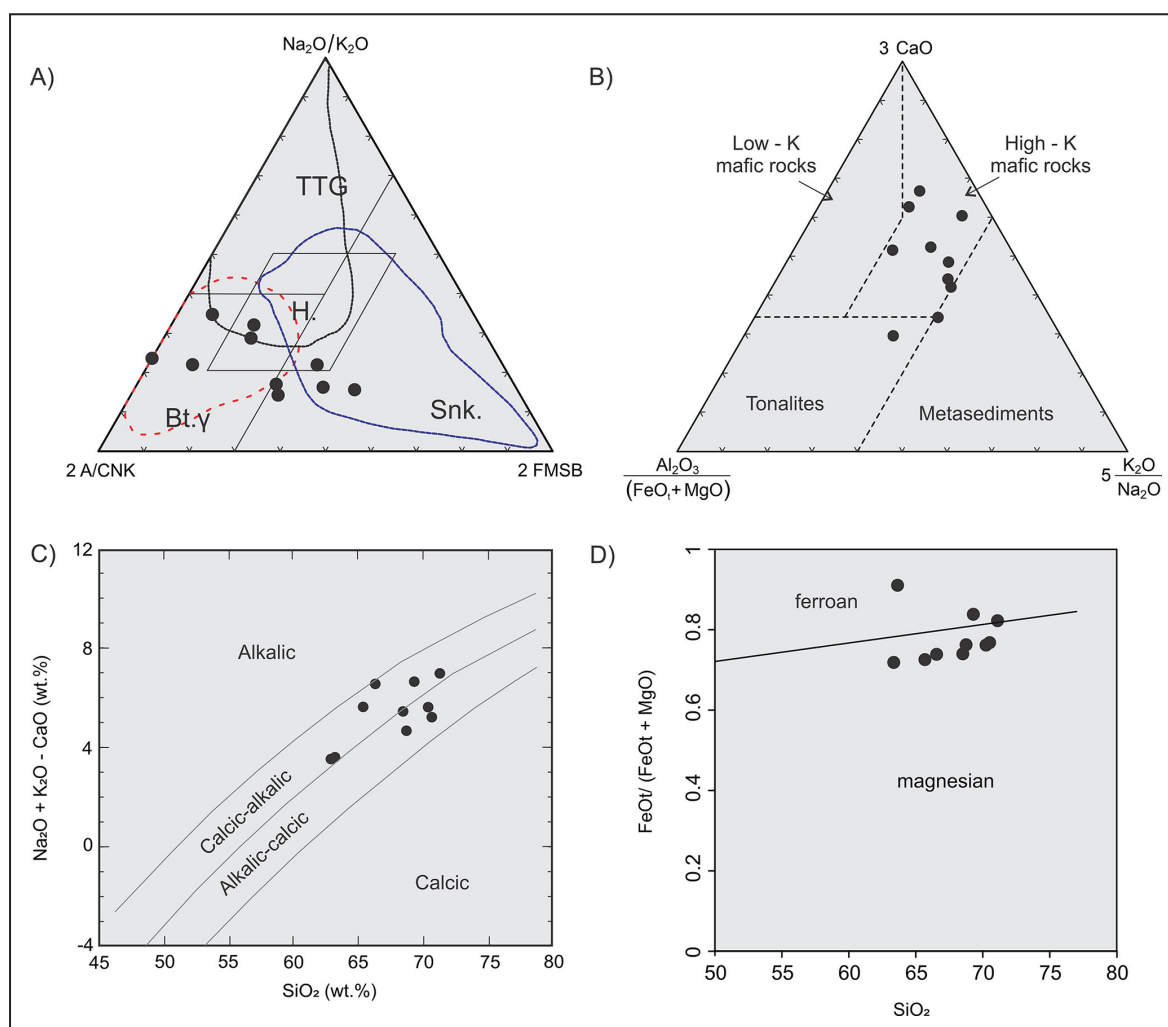 A)
Na₂O/K₂O
TTG
H.
Bt.γ
Snk.
2 A/CNK
2 FMSB
B)
3 CaO
Low - K
mafic rocks
High - K
mafic rocks
Tonalites
Metasediments
Al₂O₃
(FeOₜ+MgO)
5 K₂O
Na₂O
C)
12
8
4
0
-4
Na₂O + K₂O - CaO (wt.%)
Alkalic
Calcic-alkalic
Alkalic-calcic
Calcic
45 50 55 60 65 70 75 80
SiO₂ (wt.%)
D)
1
0.8
0.6
0.4
0.2
0
FeOt/ (FeOt + MgO)
ferroan
magnesian
50 55 60 65 70 75 80
SiO₂